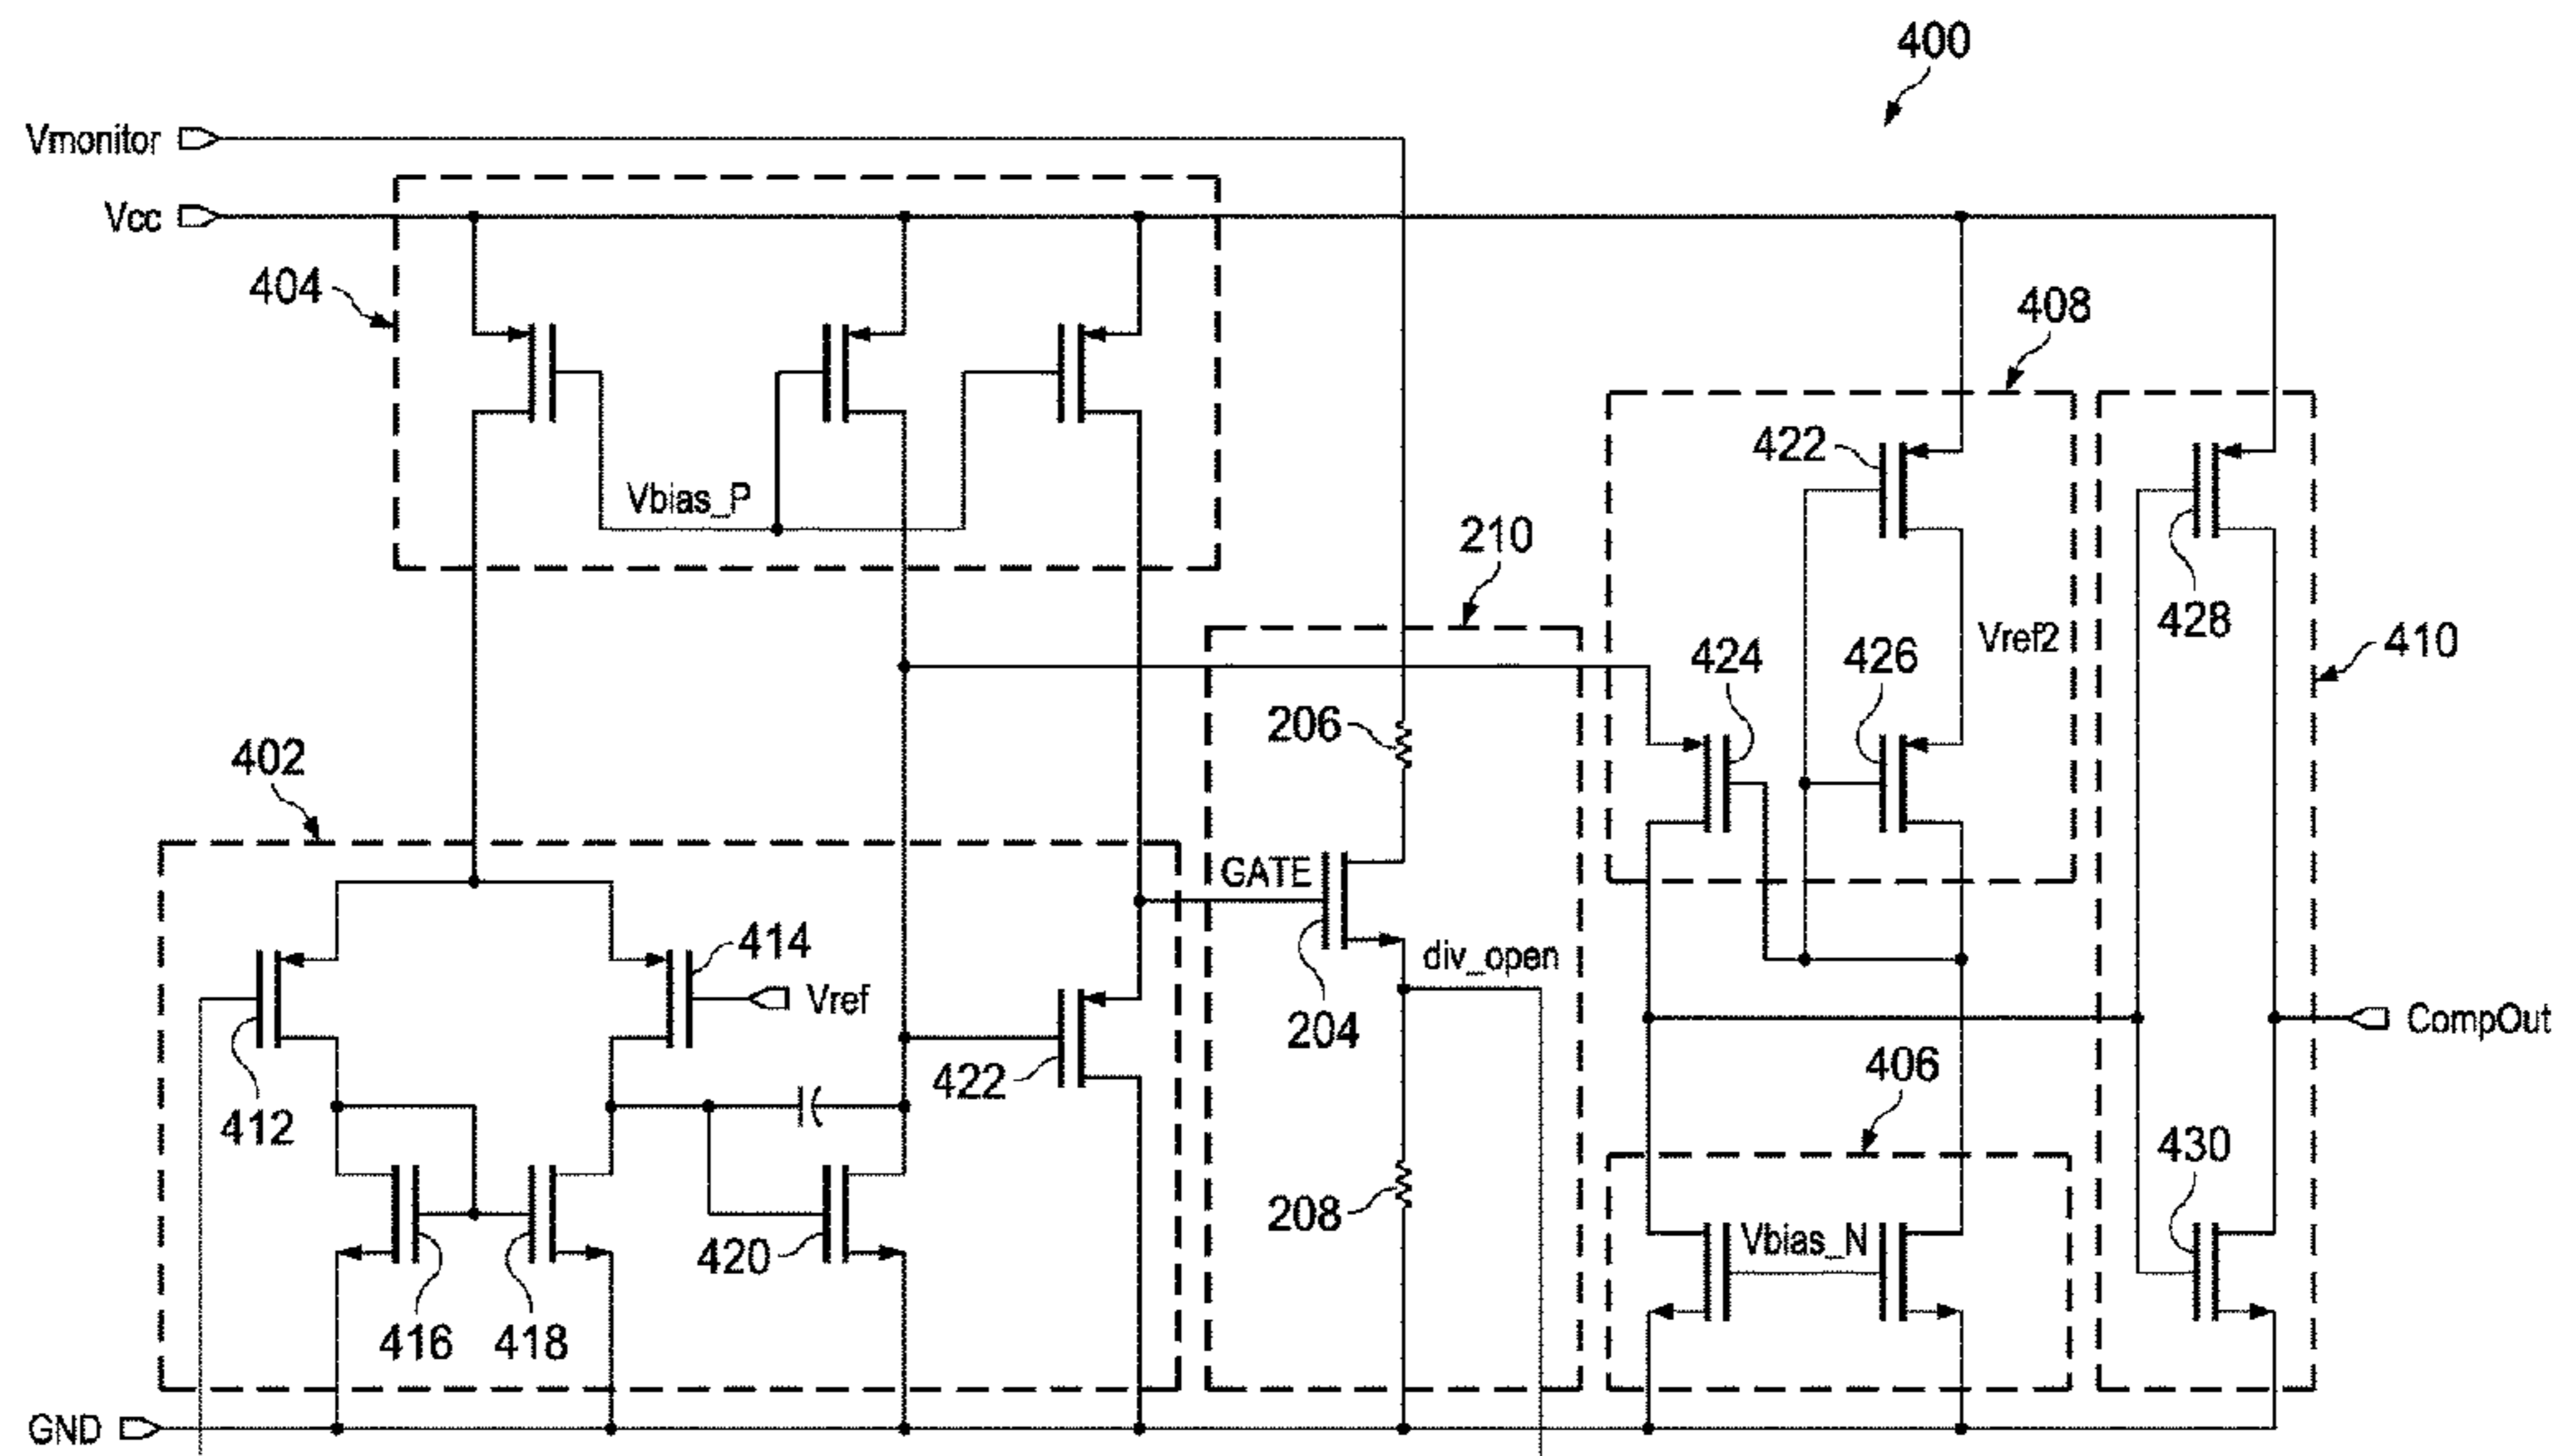 400
Vmonitor
Vcc
404
408
422
Vbias_P
210
428
Vref2
410
424
426
206
402
GATE
414
div_open
Vref
204
CompOut
422
406
412
430
208
Vbias_N
420
416
418
GND